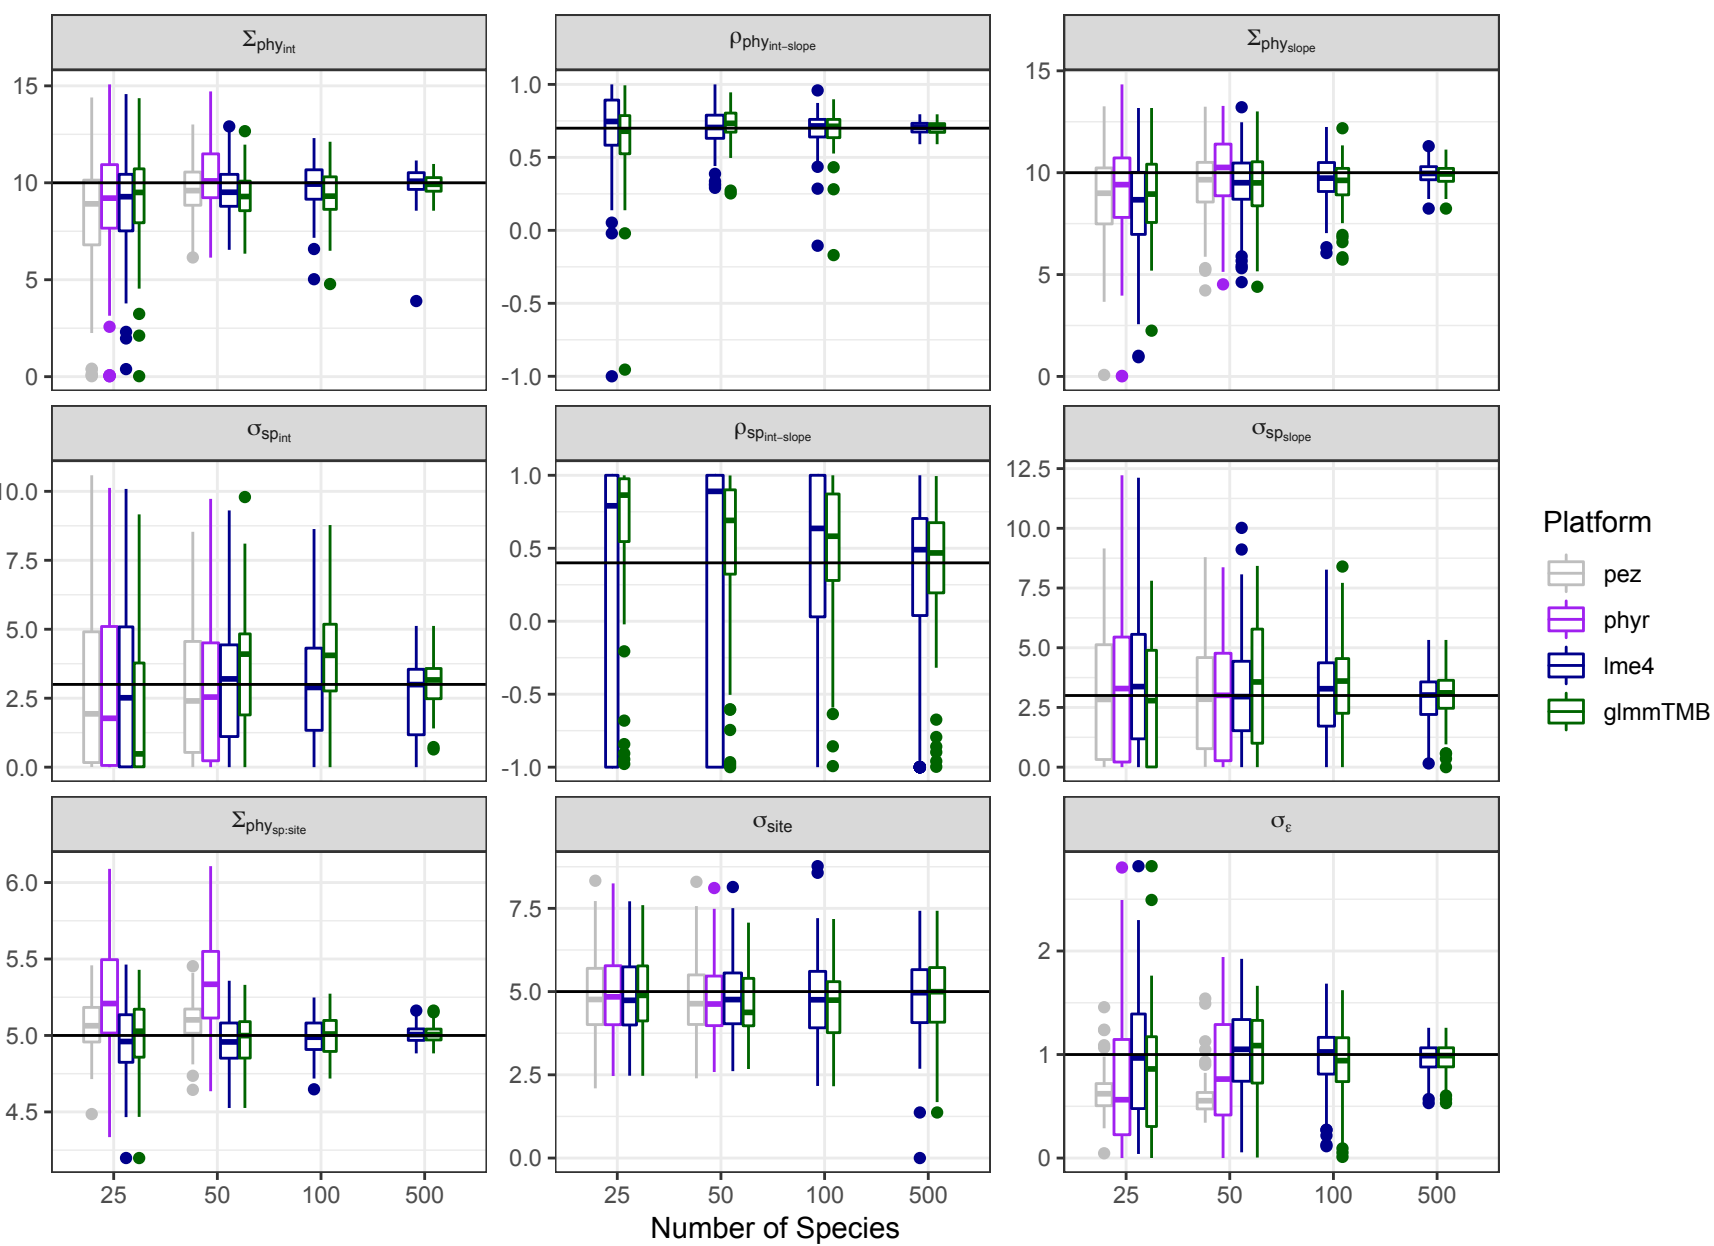 Σphyint
ρphyint−slope
Σphyslope
15
10
5
0
1.0
0.5
0.0
-0.5
-1.0
15
10
5
0
σspint
ρspint−slope
σspslope
10.0
7.5
5.0
2.5
0.0
1.0
0.5
0.0
-0.5
-1.0
12.5
10.0
7.5
5.0
2.5
0.0
Σphysp:site
σsite
σε
6.0
5.5
5.0
4.5
7.5
5.0
2.5
0.0
2
1
0
25 50 100 500
25 50 100 500
25 50 100 500
Number of Species
Platform
pez
phyr
lme4
glmmTMB